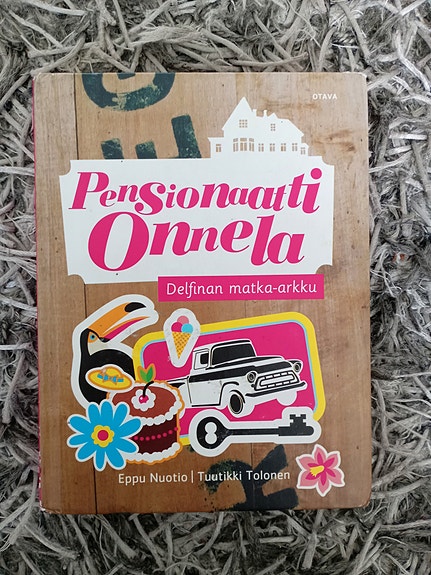 OTAVA
Pensionaatti
Onnela
Delfinan matka-arkku
Eppu Nuotio | Tuutikki Tolonen